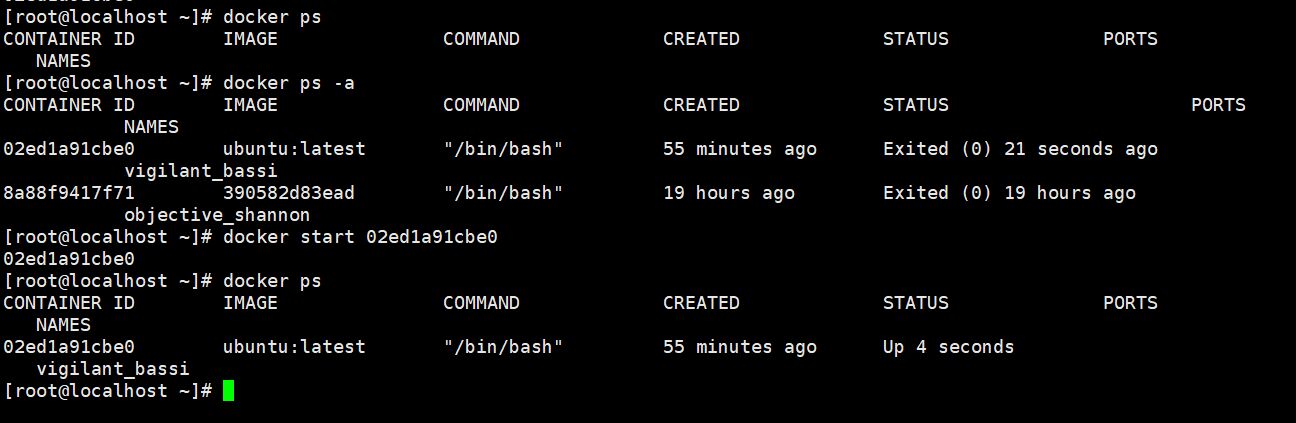 [root@localhost ~]# docker ps
CONTAINER ID        IMAGE               COMMAND             CREATED             STATUS              PORTS
   NAMES
[root@localhost ~]# docker ps -a
CONTAINER ID        IMAGE               COMMAND             CREATED             STATUS                      PORTS
           NAMES
02ed1a91cbe0        ubuntu:latest       "/bin/bash"         55 minutes ago      Exited (0) 21 seconds ago
           vigilant_bassi
8a88f9417f71        390582d83ead        "/bin/bash"         19 hours ago        Exited (0) 19 hours ago
           objective_shannon
[root@localhost ~]# docker start 02ed1a91cbe0
02ed1a91cbe0
[root@localhost ~]# docker ps
CONTAINER ID        IMAGE               COMMAND             CREATED             STATUS              PORTS
   NAMES
02ed1a91cbe0        ubuntu:latest       "/bin/bash"         55 minutes ago      Up 4 seconds
   vigilant_bassi
[root@localhost ~]#